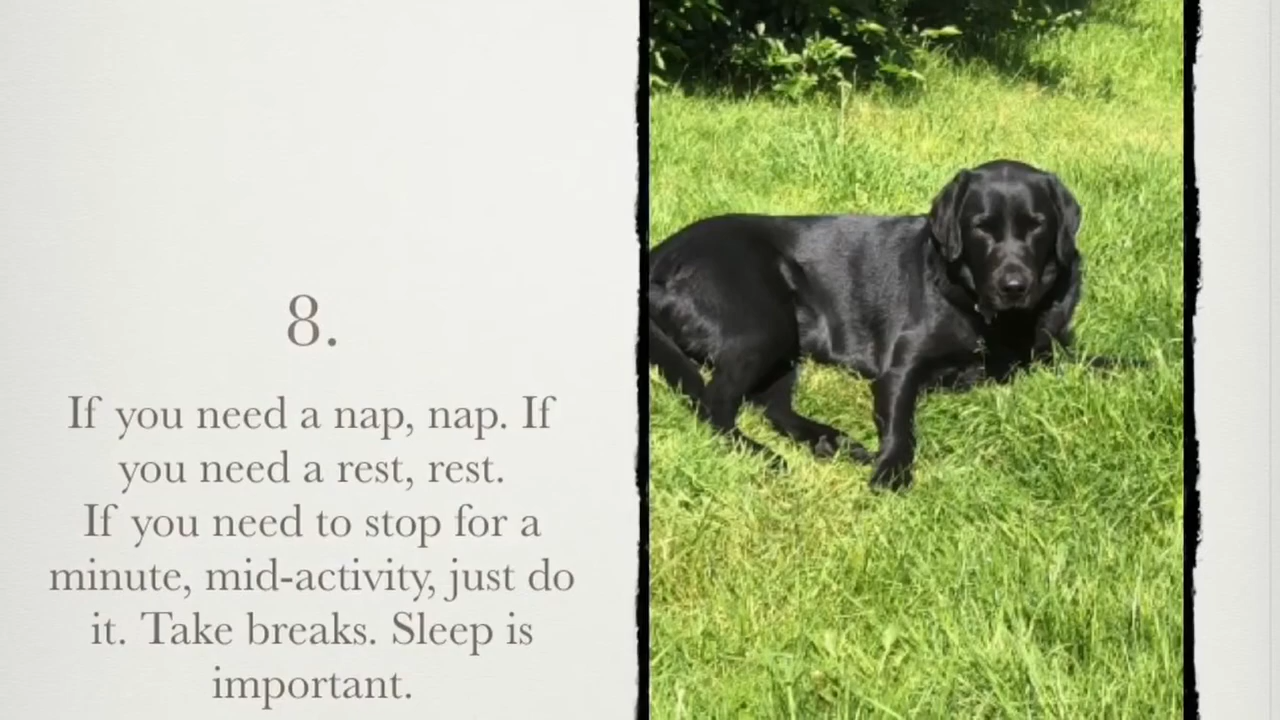 8.
If you need a nap, nap. If
you need a rest, rest.
If you need to stop for a
minute, mid-activity, just do
it. Take breaks. Sleep is
important.